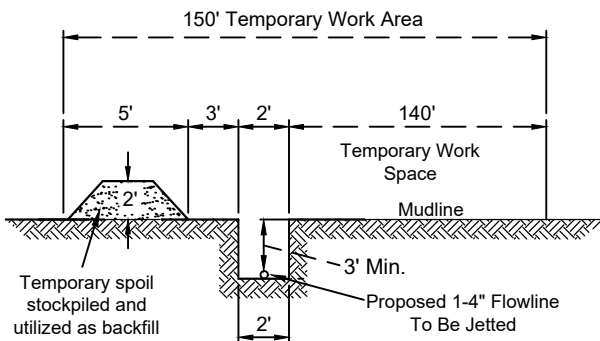 150' Temporary Work Area
5'
3'
2'
140'
Temporary Work
Space
2'
Mudline
3' Min.
Temporary spoil
stockpiled and
utilized as backfill
Proposed 1-4" Flowline
To Be Jetted
2'